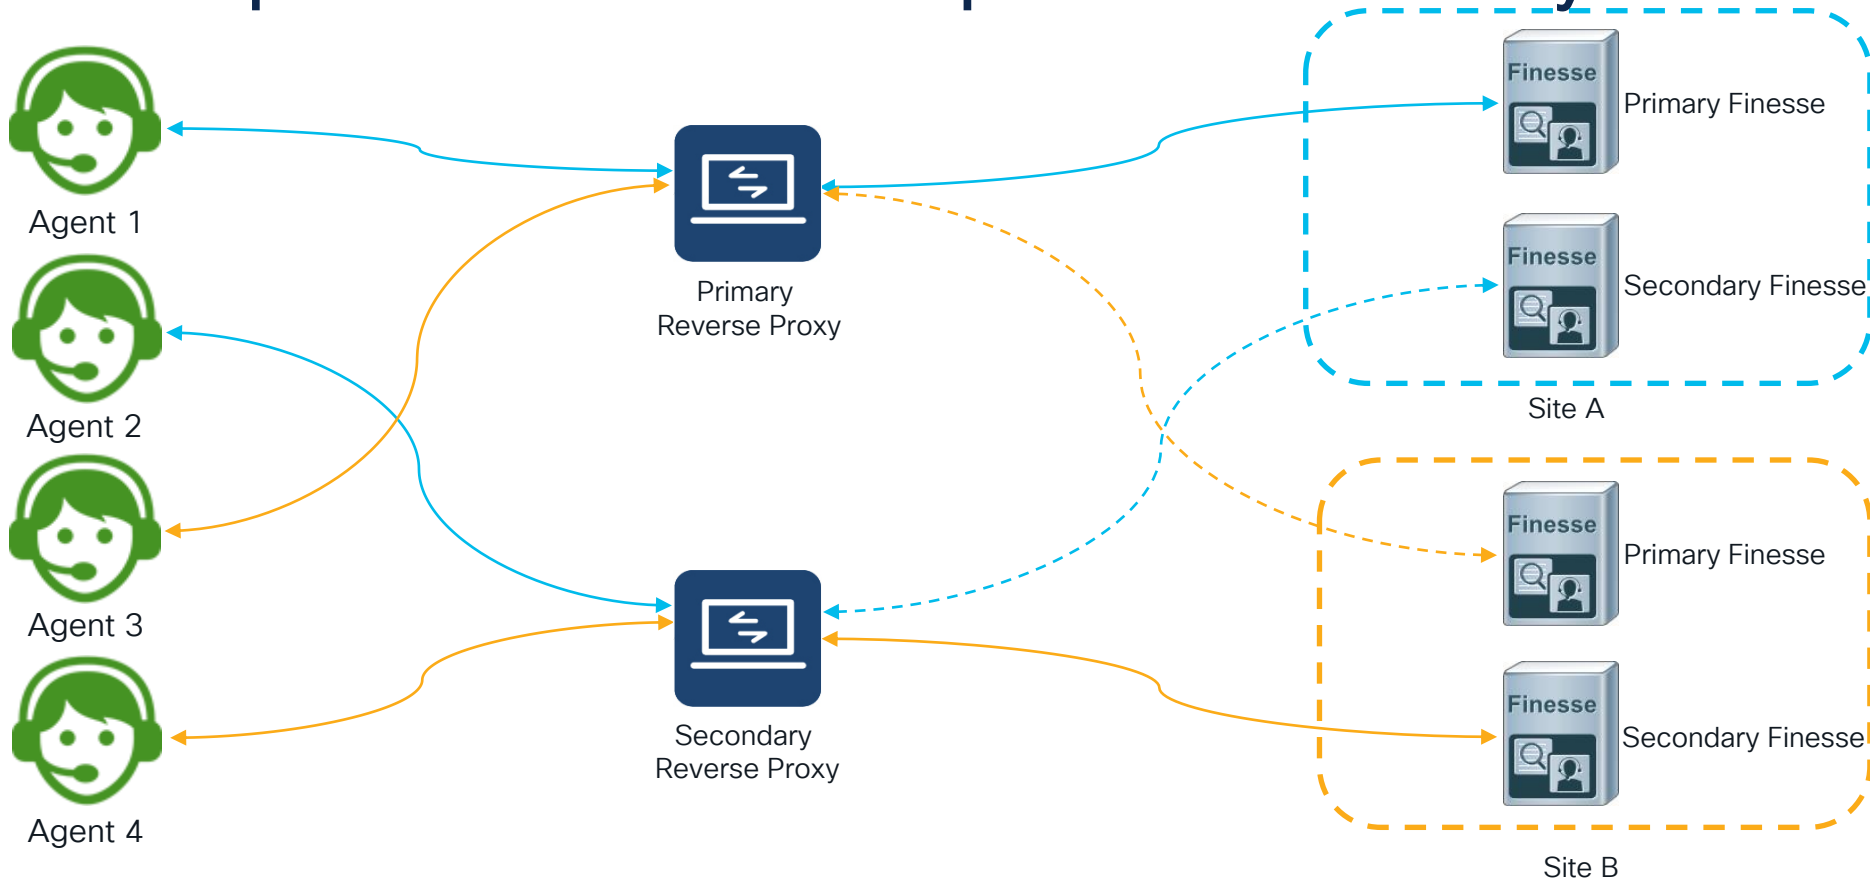 Finesse
Primary Finesse
Agent 1
Finesse
Secondary Finesse
Primary
Reverse Proxy
Site A
Agent 2
Finesse
Primary Finesse
Agent 3
Finesse
Secondary Finesse
Secondary
Reverse Proxy
Agent 4
Site B